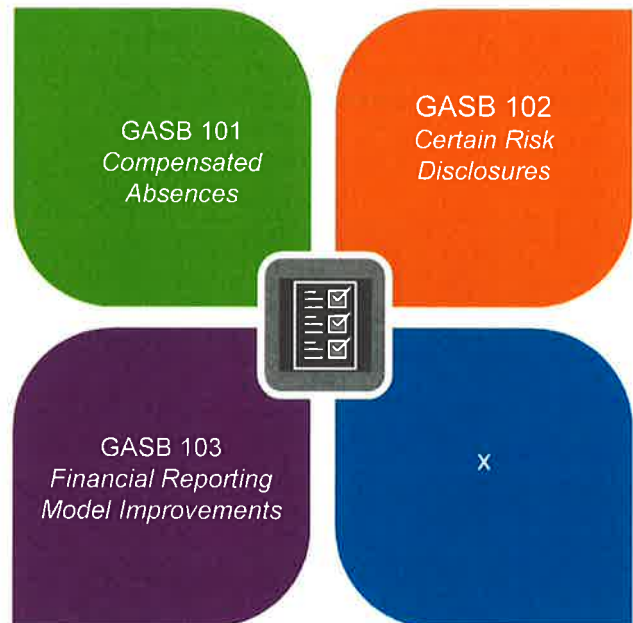 GASB 101
Compensated
Absences
GASB 102
Certain Risk
Disclosures
GASB 103
Financial Reporting
Model Improvements
x